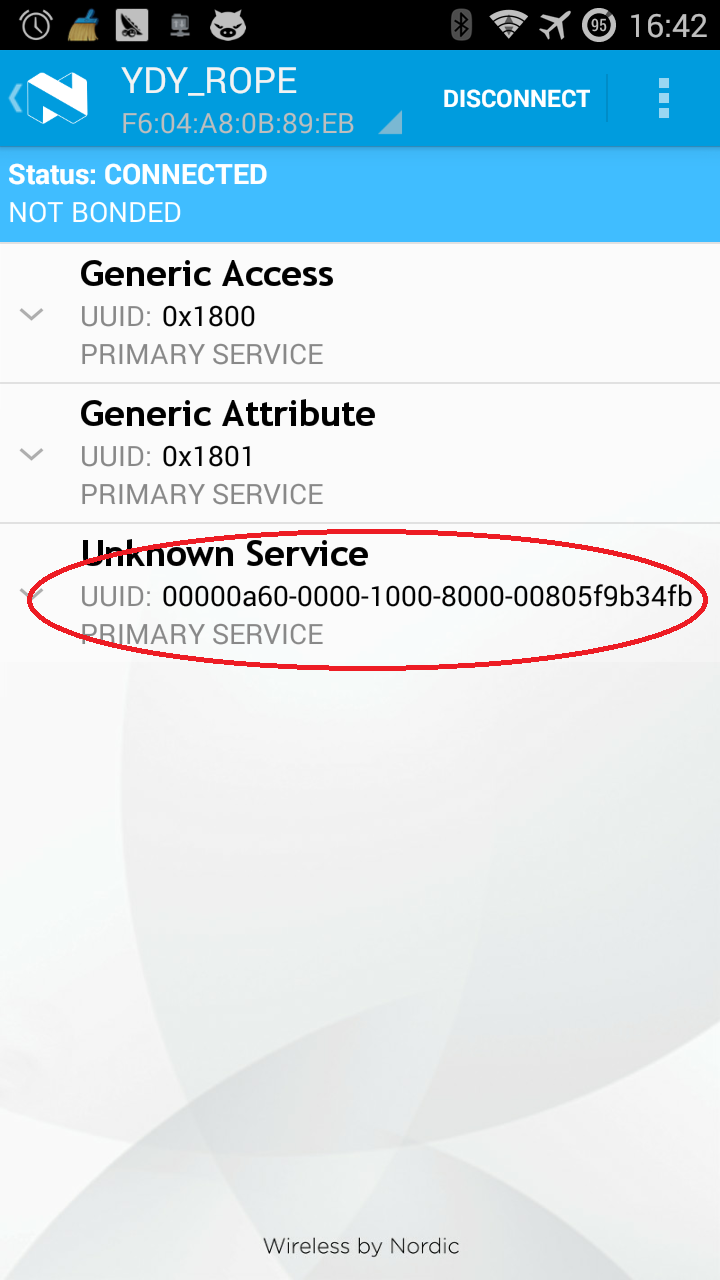 95 16:42
YDY_ROPE
F6:04:A8:0B:89:EB
DISCONNECT
Status: CONNECTED
NOT BONDED
Generic Access
UUID: 0x1800
PRIMARY SERVICE
Generic Attribute
UUID: 0x1801
PRIMARY SERVICE
Unknown Service
UUID: 00000a60-0000-1000-8000-00805f9b34fb
PRIMARY SERVICE
Wireless by Nordic